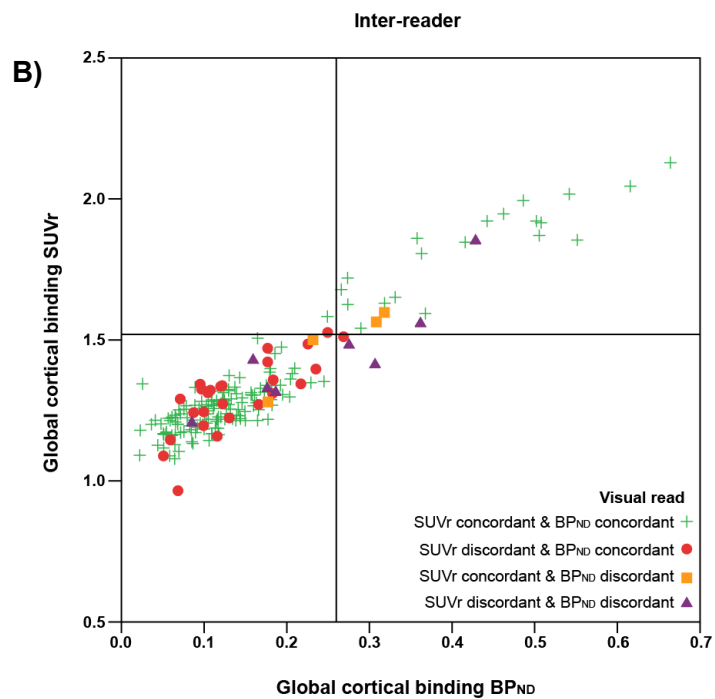 Inter-reader
B)
Global cortical binding SUVr
2.5
2.0
1.5
1.0
0.5
Visual read
SUVr concordant & BPND concordant
SUVr discordant & BPND concordant
SUVr concordant & BPND discordant
SUVr discordant & BPND discordant
0.0 0.1 0.2 0.3 0.4 0.5 0.6 0.7
Global cortical binding BPND